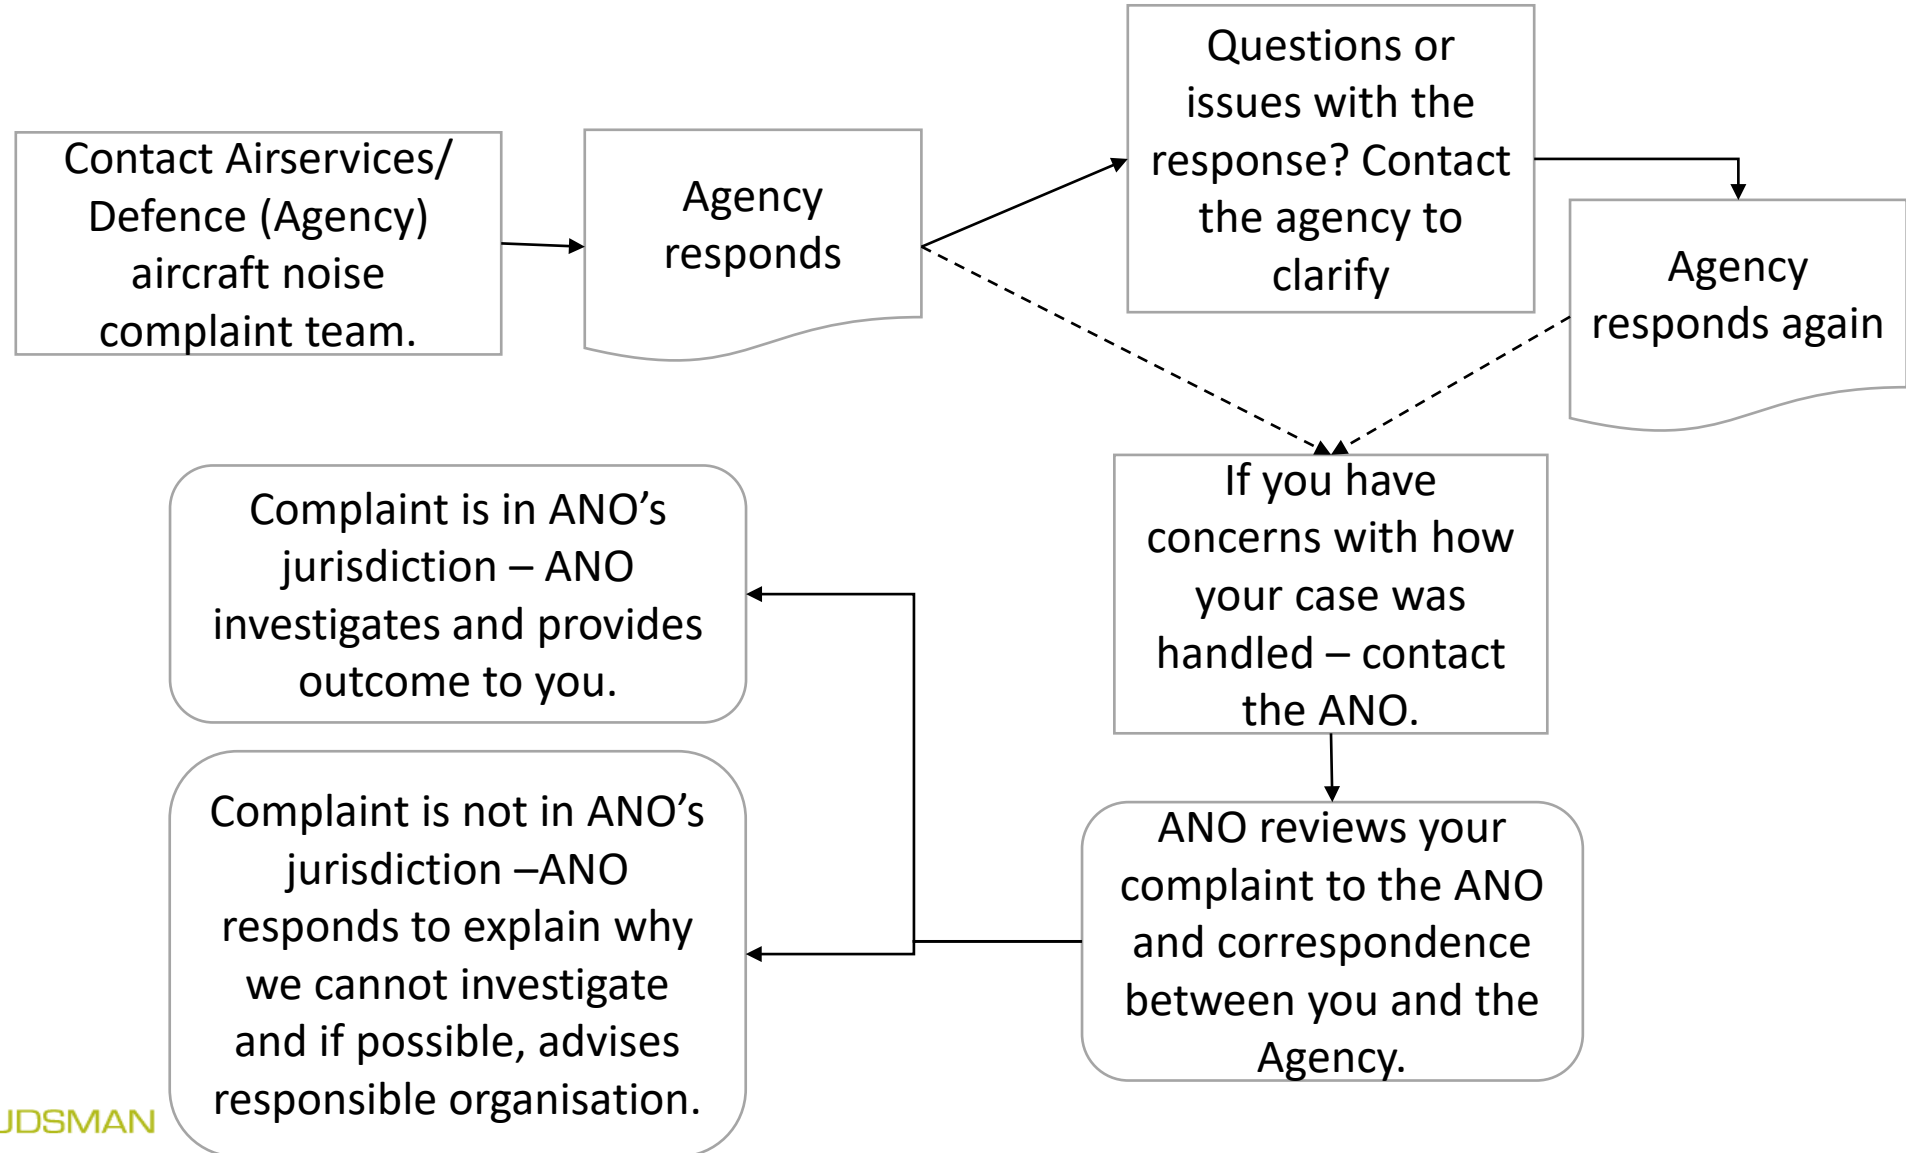 Contact Airservices/
Defence (Agency)
aircraft noise
complaint team.
Agency
responds
Questions or
issues with the
response? Contact
the agency to
clarify
Agency
responds again
If you have
concerns with how
your case was
handled – contact
the ANO.
ANO reviews your
complaint to the ANO
and correspondence
between you and the
Agency.
Complaint is in ANO’s
jurisdiction – ANO
investigates and provides
outcome to you.
Complaint is not in ANO’s
jurisdiction –ANO
responds to explain why
we cannot investigate
and if possible, advises
responsible organisation.
UDSMAN